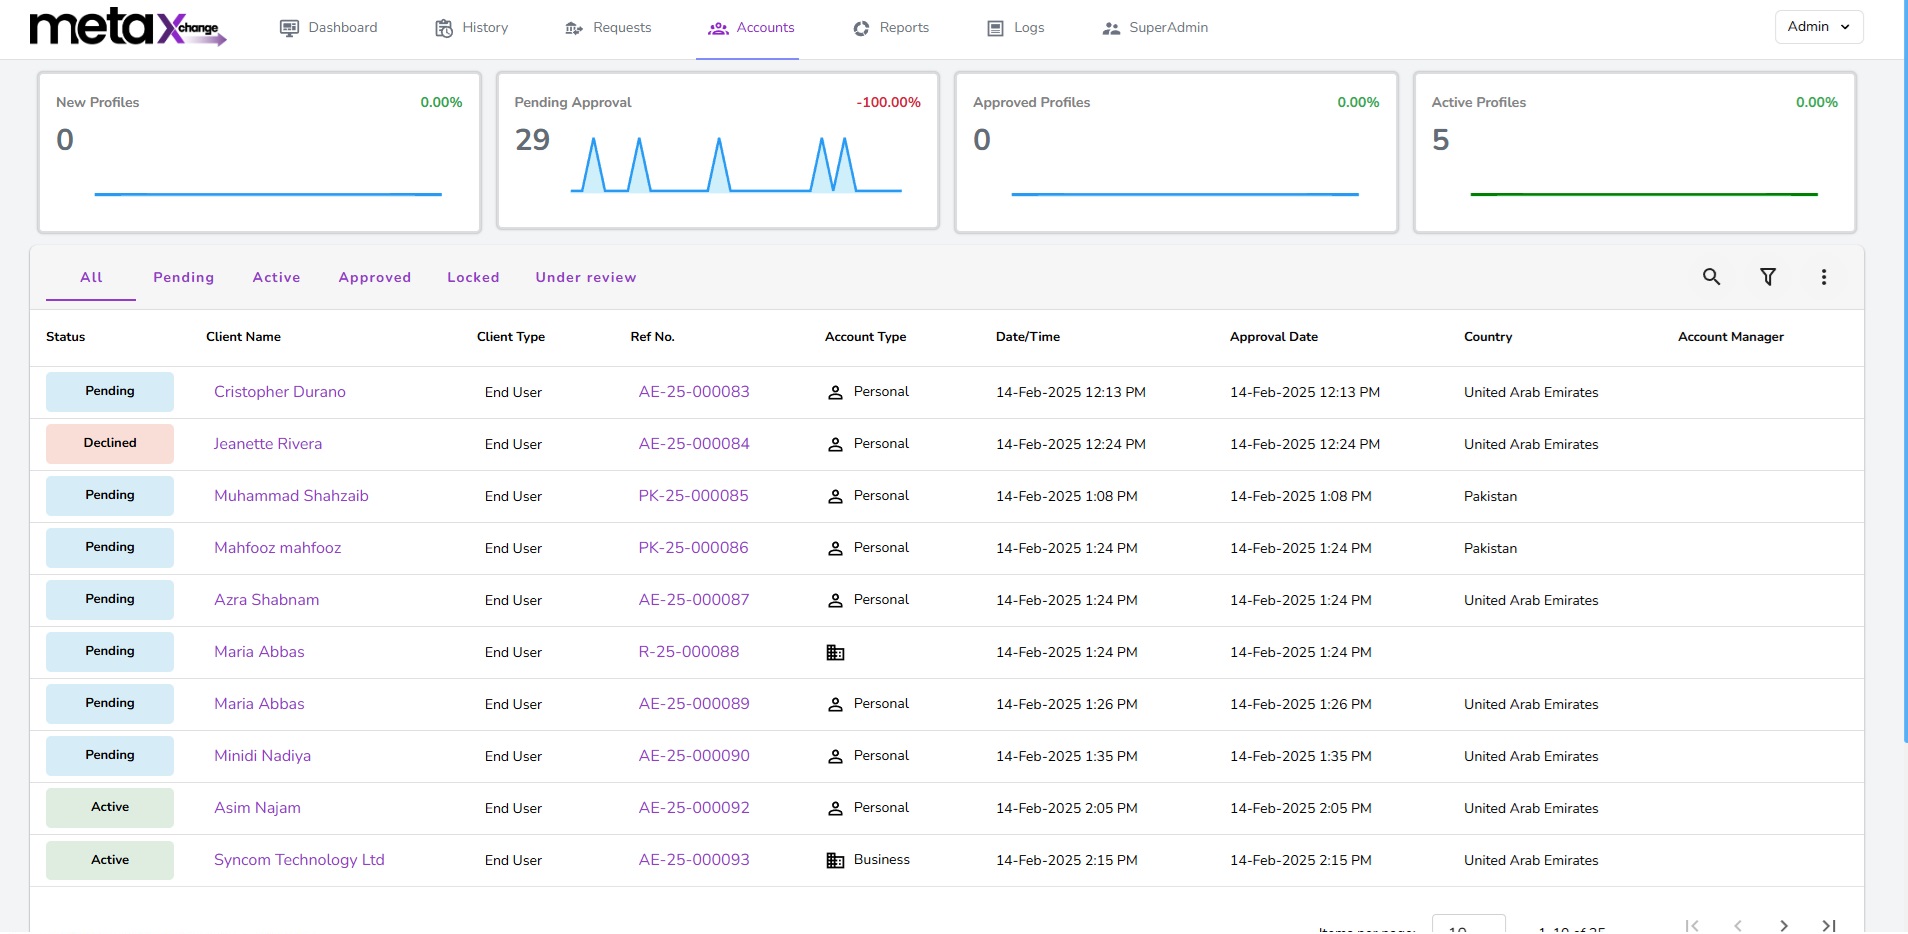 metaXchange
Dashboard History Requests Accounts Reports Logs SuperAdmin Admin
New Profiles 0.00% Pending Approval -100.00% Approved Profiles 0.00% Active Profiles 0.00%
0 29 0 5
All Pending Active Approved Locked Under review
Status Client Name Client Type Ref No. Account Type Date/Time Approval Date Country Account Manager
Pending Cristopher Durano End User AE-25-000083 Personal 14-Feb-2025 12:13 PM 14-Feb-2025 12:13 PM United Arab Emirates
Declined Jeanette Rivera End User AE-25-000084 Personal 14-Feb-2025 12:24 PM 14-Feb-2025 12:24 PM United Arab Emirates
Pending Muhammad Shahzaib End User PK-25-000085 Personal 14-Feb-2025 1:08 PM 14-Feb-2025 1:08 PM Pakistan
Pending Mahfooz mahfooz End User PK-25-000086 Personal 14-Feb-2025 1:24 PM 14-Feb-2025 1:24 PM Pakistan
Pending Azra Shabnam End User AE-25-000087 Personal 14-Feb-2025 1:24 PM 14-Feb-2025 1:24 PM United Arab Emirates
Pending Maria Abbas End User R-25-000088 14-Feb-2025 1:24 PM 14-Feb-2025 1:24 PM
Pending Maria Abbas End User AE-25-000089 Personal 14-Feb-2025 1:26 PM 14-Feb-2025 1:26 PM United Arab Emirates
Pending Minidi Nadiya End User AE-25-000090 Personal 14-Feb-2025 1:35 PM 14-Feb-2025 1:35 PM United Arab Emirates
Active Asim Najam End User AE-25-000092 Personal 14-Feb-2025 2:05 PM 14-Feb-2025 2:05 PM United Arab Emirates
Active Syncom Technology Ltd End User AE-25-000093 Business 14-Feb-2025 2:15 PM 14-Feb-2025 2:15 PM United Arab Emirates
Items per page: 10